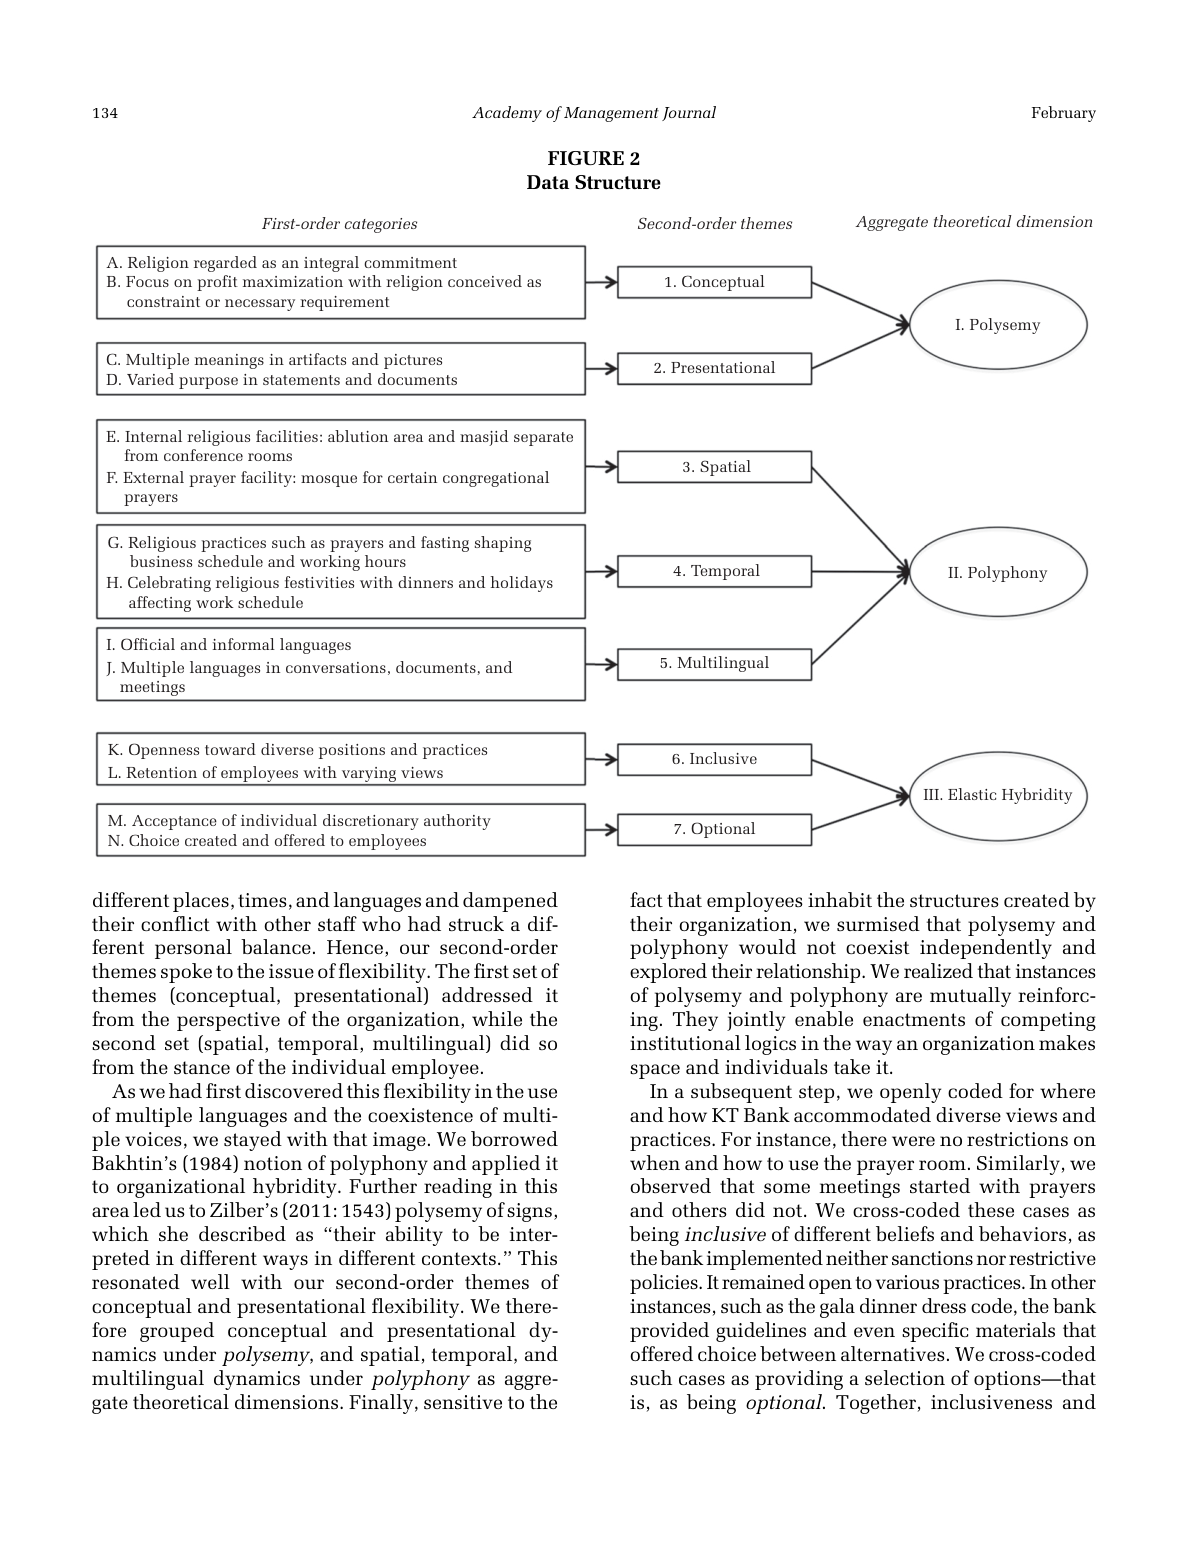 134
Academy of Management Journal
February
FIGURE 2
Data Structure
First-order categories
Second-order themes
Aggregate theoretical dimension
A. Religion regarded as an integral commitment
B. Focus on profit maximization with religion conceived as
constraint or necessary requirement
1. Conceptual
I. Polysemy
C. Multiple meanings in artifacts and pictures
D. Varied purpose in statements and documents
2. Presentational
E. Internal religious facilities: ablution area and masjid separate
from conference rooms
F. External prayer facility: mosque for certain congregational
prayers
3. Spatial
G. Religious practices such as prayers and fasting shaping
business schedule and working hours
H. Celebrating religious festivities with dinners and holidays
affecting work schedule
4. Temporal
II. Polyphony
I. Official and informal languages
J. Multiple languages in conversations, documents, and
meetings
5. Multilingual
K. Openness toward diverse positions and practices
L. Retention of employees with varying views
6. Inclusive
III. Elastic Hybridity
M. Acceptance of individual discretionary authority
N. Choice created and offered to employees
7. Optional
different places, times, and languages and dampened
their conflict with other staff who had struck a dif-
ferent personal balance. Hence, our second-order
themes spoke to the issue of flexibility. The first set of
themes (conceptual, presentational) addressed it
from the perspective of the organization, while the
second set (spatial, temporal, multilingual) did so
from the stance of the individual employee.
As we had first discovered this flexibility in the use
of multiple languages and the coexistence of multi-
ple voices, we stayed with that image. We borrowed
Bakhtin's (1984) notion of polyphony and applied it
to organizational hybridity. Further reading in this
area led us to Zilber's (2011: 1543) polysemy of signs,
which she described as “their ability to be inter-
preted in different ways in different contexts.” This
resonated well with our second-order themes of
conceptual and presentational flexibility. We there-
fore grouped conceptual and presentational dy-
namics under polysemy, and spatial, temporal, and
multilingual dynamics under polyphony as aggre-
gate theoretical dimensions. Finally, sensitive to the
fact that employees inhabit the structures created by
their organization, we surmised that polysemy and
polyphony would not coexist independently and
explored their relationship. We realized that instances
of polysemy and polyphony are mutually reinforc-
ing. They jointly enable enactments of competing
institutional logics in the way an organization makes
space and individuals take it.
In a subsequent step, we openly coded for where
and how KT Bank accommodated diverse views and
practices. For instance, there were no restrictions on
when and how to use the prayer room. Similarly, we
observed that some meetings started with prayers
and others did not. We cross-coded these cases as
being inclusive of different beliefs and behaviors, as
the bank implemented neither sanctions nor restrictive
policies. It remained open to various practices. In other
instances, such as the gala dinner dress code, the bank
provided guidelines and even specific materials that
offered choice between alternatives. We cross-coded
such cases as providing a selection of options—that
is, as being optional. Together, inclusiveness and